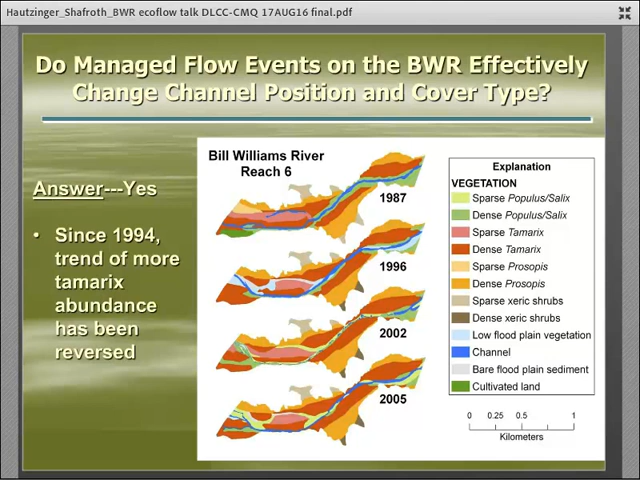 Hautzinger_Shafroth_BWR ecoflow talk DLCC-CMQ 17AUG16 final.pdf
Do Managed Flow Events on the BWR Effectively
Change Channel Position and Cover Type?
Answer---Yes
• Since 1994,
trend of more
tamarix
abundance
has been
reversed
Bill Williams River
Reach 6
1987
1996
2002
2005
Explanation
VEGETATION
Sparse Populus/Salix
Dense Populus/Salix
Sparse Tamarix
Dense Tamarix
Sparse Prosopis
Dense Prosopis
Sparse xeric shrubs
Dense xeric shrubs
Low flood plain vegetation
Channel
Bare flood plain sediment
Cultivated land
0 0.25 0.5 1
Kilometers